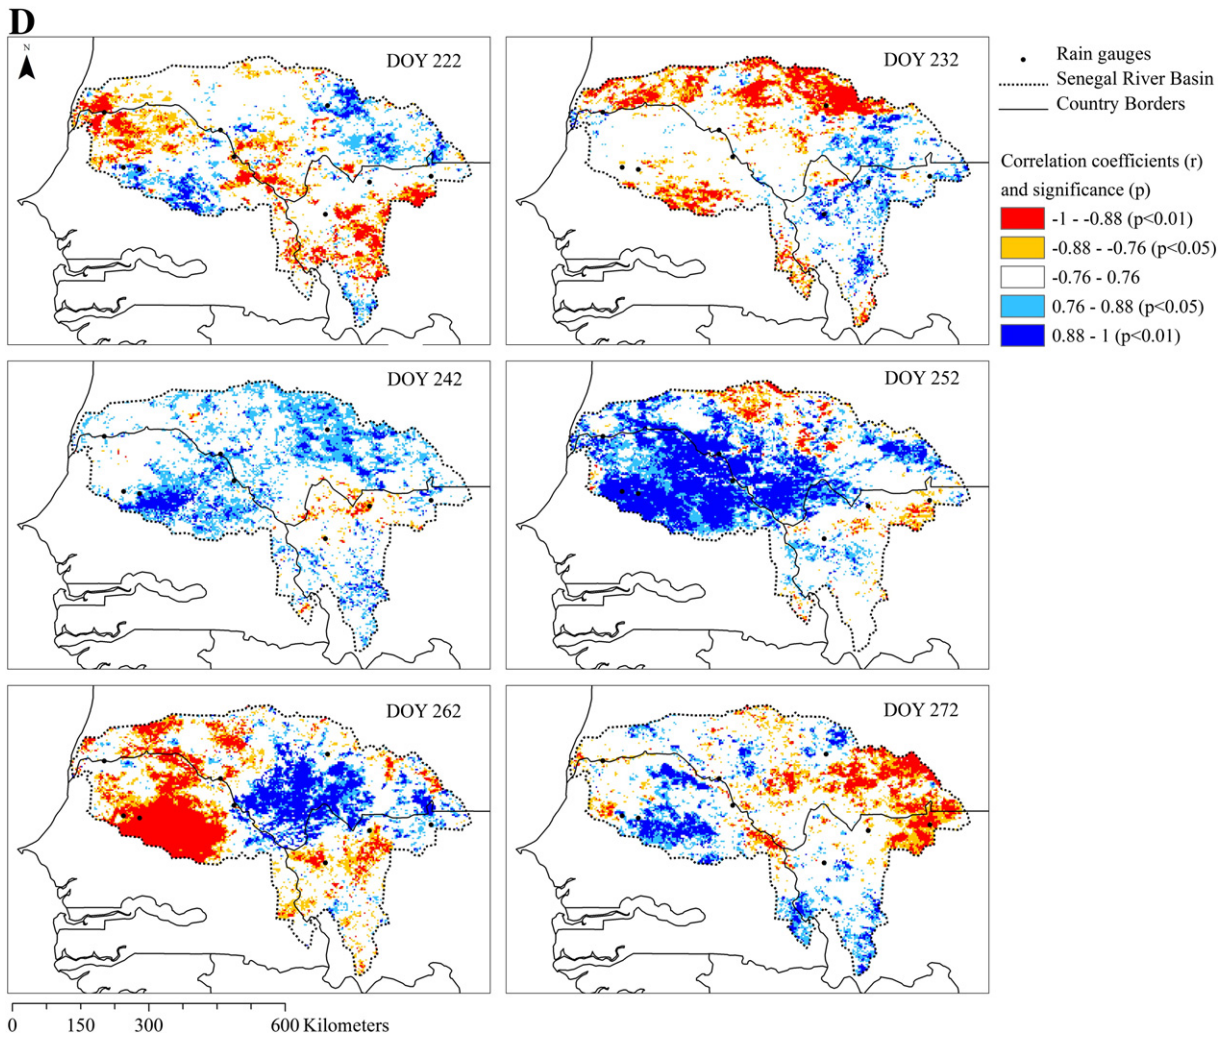 D
N
DOY 222
DOY 232
Rain gauges
Senegal River Basin
Country Borders
Correlation coefficients (r)
and significance (p)
-1 - -0.88 (p<0.01)
-0.88 - -0.76 (p<0.05)
-0.76 - 0.76
0.76 - 0.88 (p<0.05)
0.88 - 1 (p<0.01)
DOY 242
DOY 252
DOY 262
DOY 272
0 150 300 600 Kilometers